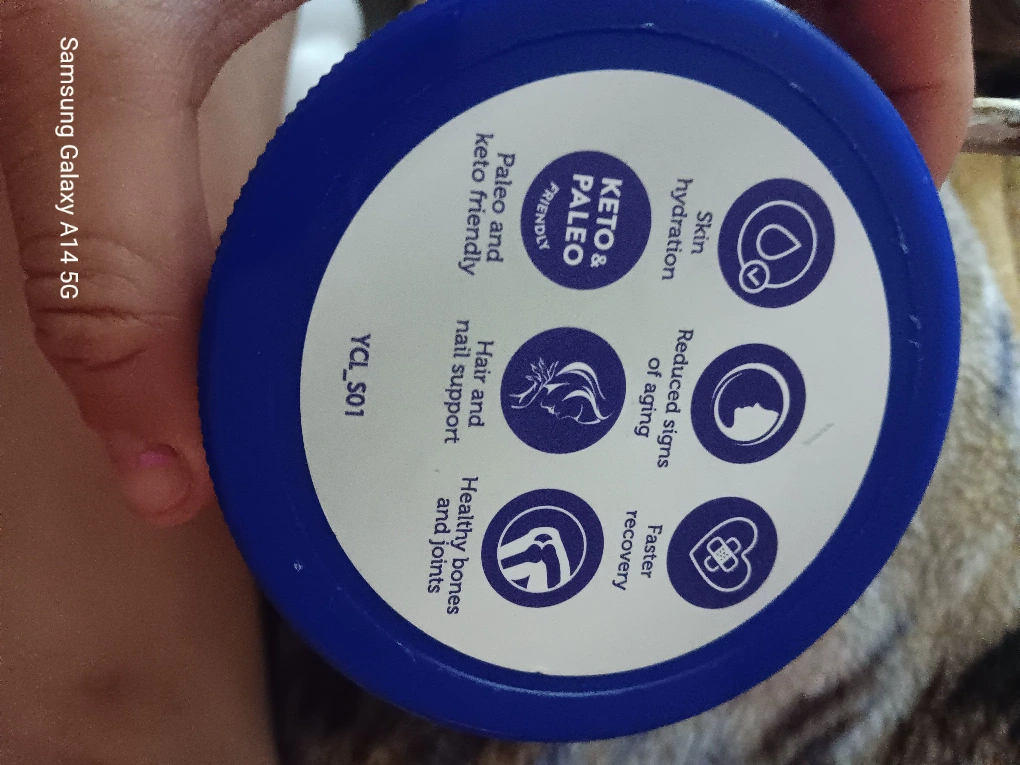 Skin
hydration
Reduced signs
of aging
Faster
recovery
KETO &
PALEO
FRIENDLY
Paleo and
keto friendly
Hair and
nail support
Healthy bones
and joints
YCL_S01
Samsung Galaxy A14 5G